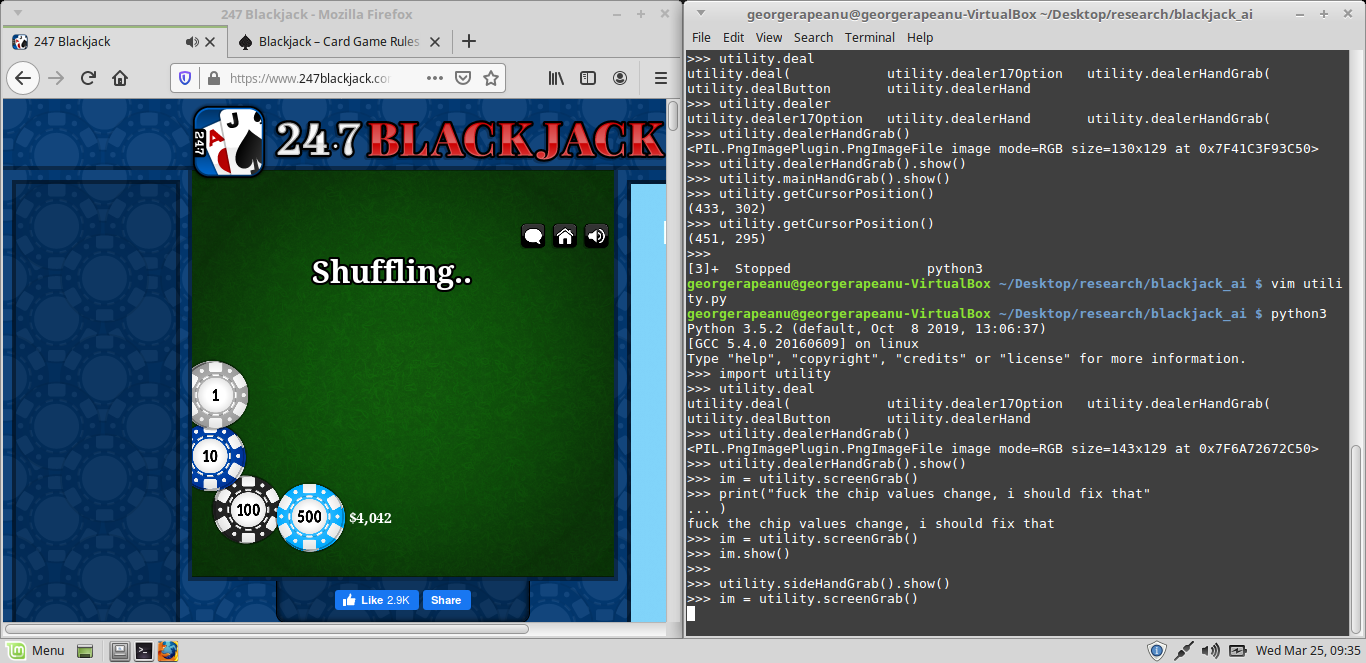 247 Blackjack - Mozilla Firefox
247 Blackjack
Blackjack – Card Game Rules
https://www.247blackjack.co
247
J
A
24·7 BLACKJACK
Shuffling..
1
10
100
500
$4,042
Like 2.9K
Share
georgerapeanu@georgerapeanu-VirtualBox ~/Desktop/research/blackjack_ai
File Edit View Search Terminal Help
>>> utility.deal
utility.deal(            utility.dealer17Option   utility.dealerHandGrab(
utility.dealButton       utility.dealerHand
>>> utility.dealer
utility.dealer17Option   utility.dealerHand       utility.dealerHandGrab(
>>> utility.dealerHandGrab()
<PIL.PngImagePlugin.PngImageFile image mode=RGB size=130x129 at 0x7F41C3F93C50>
>>> utility.dealerHandGrab().show()
>>> utility.mainHandGrab().show()
>>> utility.getCursorPosition()
(433, 302)
>>> utility.getCursorPosition()
(451, 295)
>>>
[3]+  Stopped                 python3
georgerapeanu@georgerapeanu-VirtualBox ~/Desktop/research/blackjack_ai $ vim utili
ty.py
georgerapeanu@georgerapeanu-VirtualBox ~/Desktop/research/blackjack_ai $ python3
Python 3.5.2 (default, Oct  8 2019, 13:06:37)
[GCC 5.4.0 20160609] on linux
Type "help", "copyright", "credits" or "license" for more information.
>>> import utility
>>> utility.deal
utility.deal(            utility.dealer17Option   utility.dealerHandGrab(
utility.dealButton       utility.dealerHand
>>> utility.dealerHandGrab()
<PIL.PngImagePlugin.PngImageFile image mode=RGB size=143x129 at 0x7F6A72672C50>
>>> utility.dealerHandGrab().show()
>>> im = utility.screenGrab()
>>> print("fuck the chip values change, i should fix that"
... )
fuck the chip values change, i should fix that
>>> im = utility.screenGrab()
>>> im.show()
>>>
>>> utility.sideHandGrab().show()
>>> im = utility.screenGrab()
Menu
Wed Mar 25, 09:35